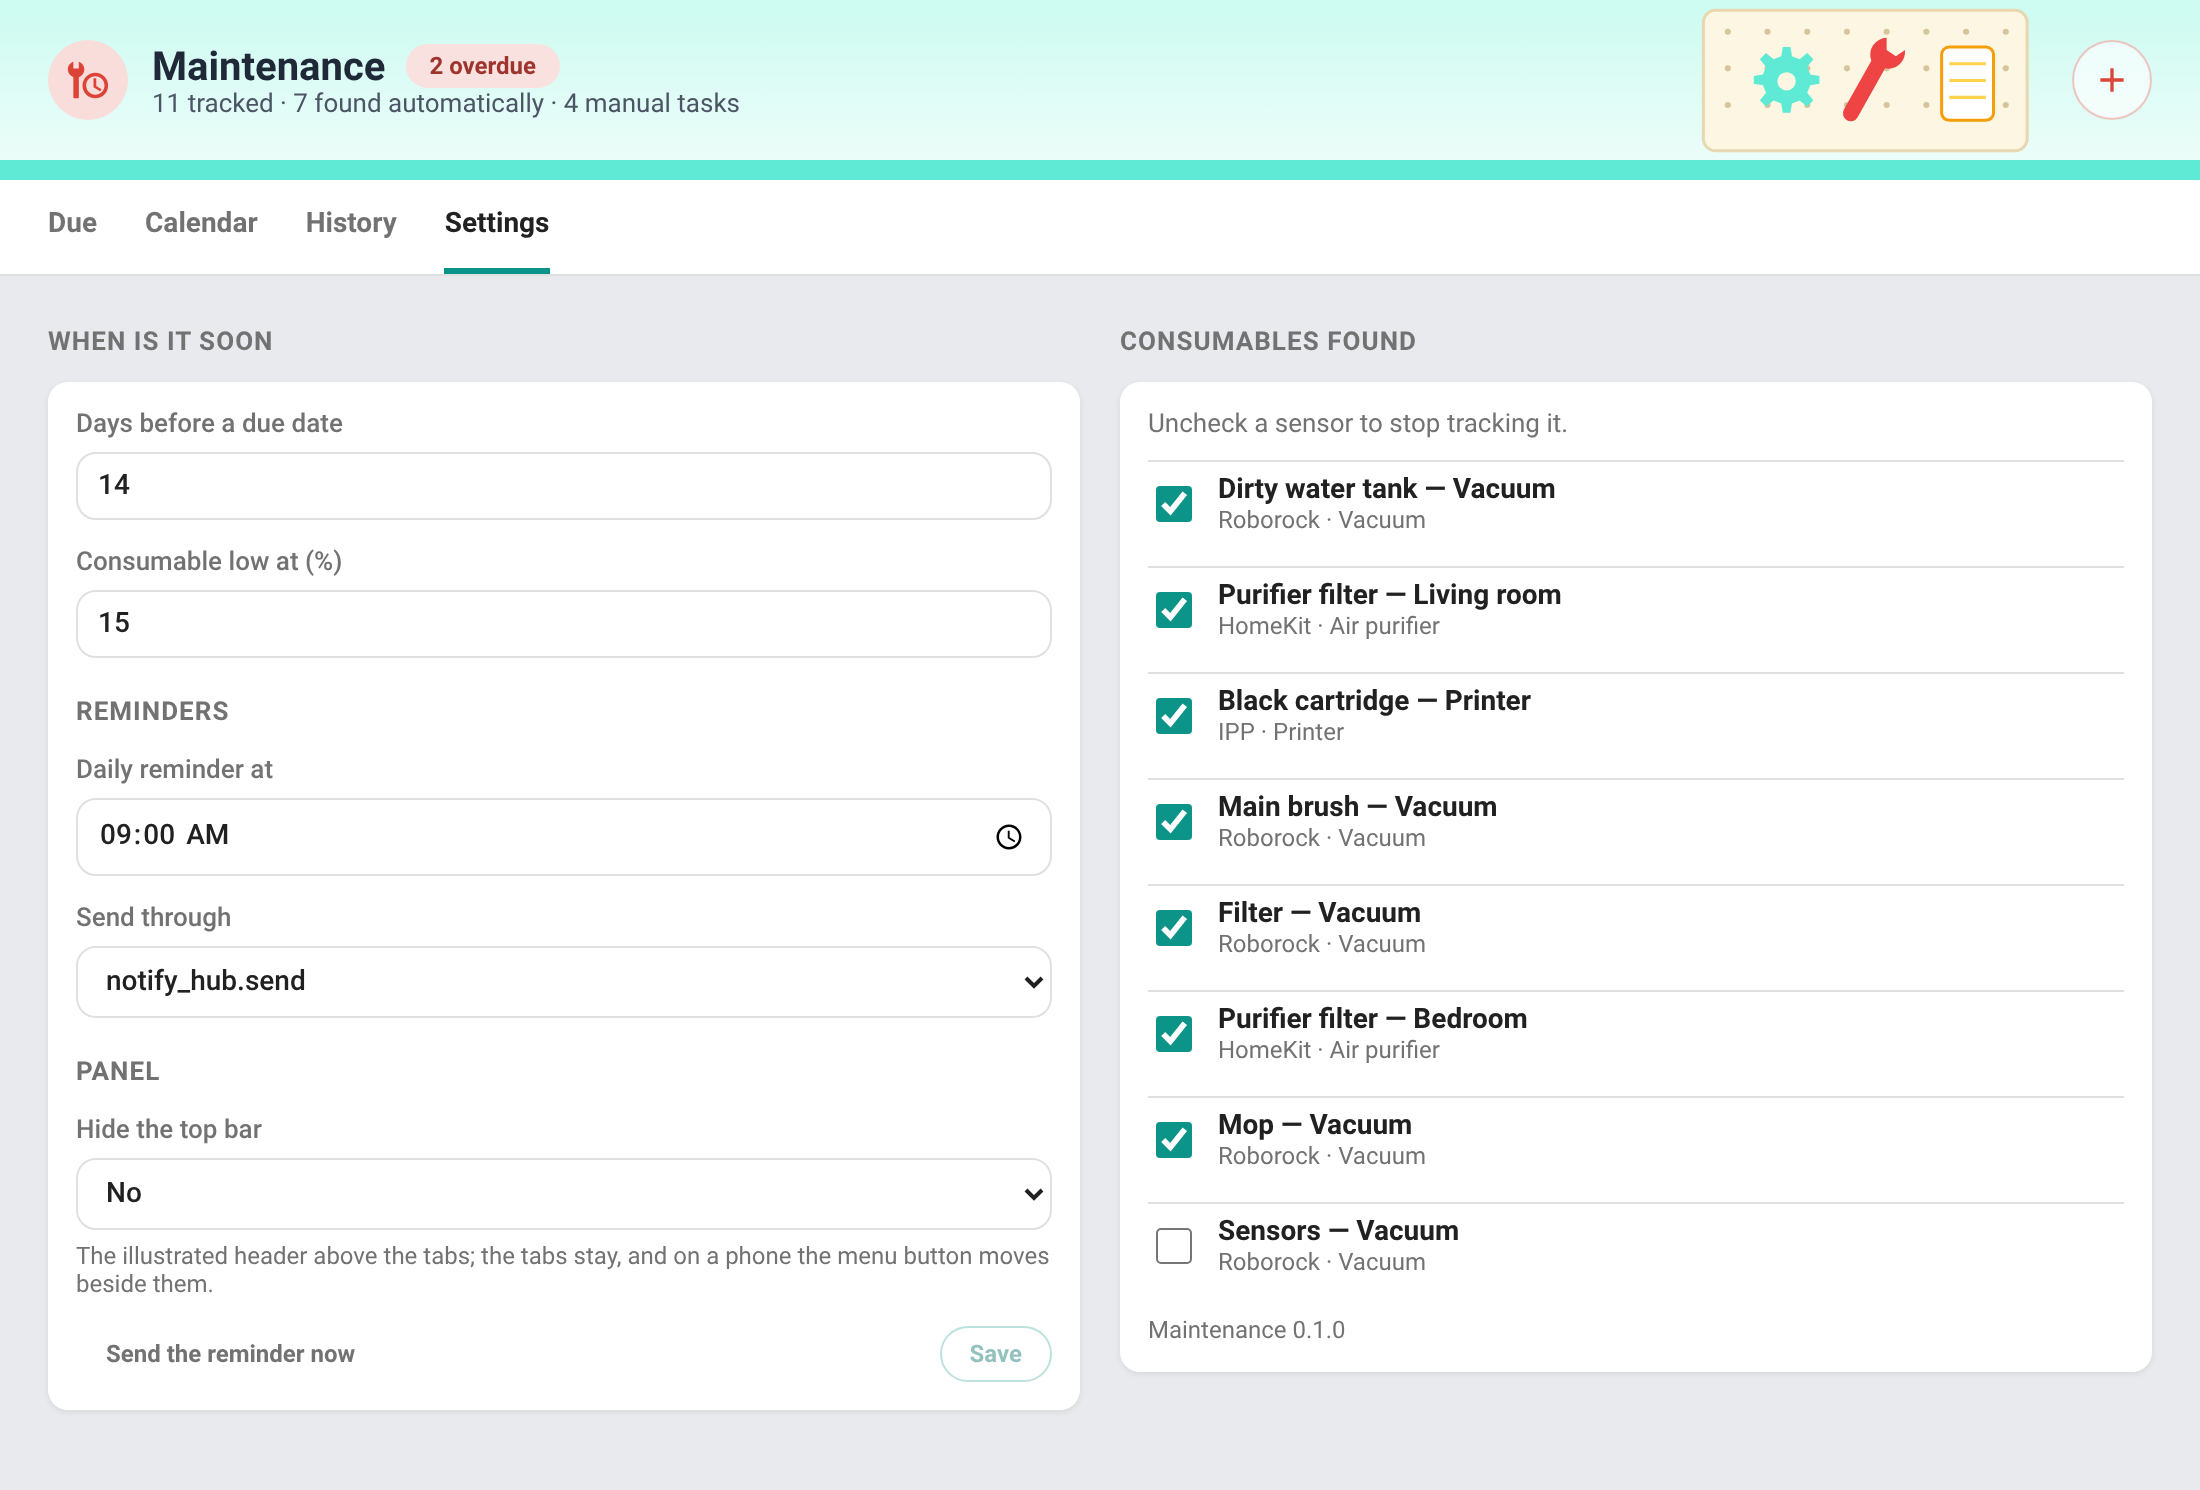 Maintenance
2 overdue
11 tracked · 7 found automatically · 4 manual tasks
Due
Calendar
History
Settings
WHEN IS IT SOON
Days before a due date
14
Consumable low at (%)
15
REMINDERS
Daily reminder at
09:00 AM
Send through
notify_hub.send
PANEL
Hide the top bar
No
The illustrated header above the tabs; the tabs stay, and on a phone the menu button moves
beside them.
Send the reminder now
Save
CONSUMABLES FOUND
Uncheck a sensor to stop tracking it.
Dirty water tank — Vacuum
Roborock · Vacuum
Purifier filter — Living room
HomeKit · Air purifier
Black cartridge — Printer
IPP · Printer
Main brush — Vacuum
Roborock · Vacuum
Filter — Vacuum
Roborock · Vacuum
Purifier filter — Bedroom
HomeKit · Air purifier
Mop — Vacuum
Roborock · Vacuum
Sensors — Vacuum
Roborock · Vacuum
Maintenance 0.1.0